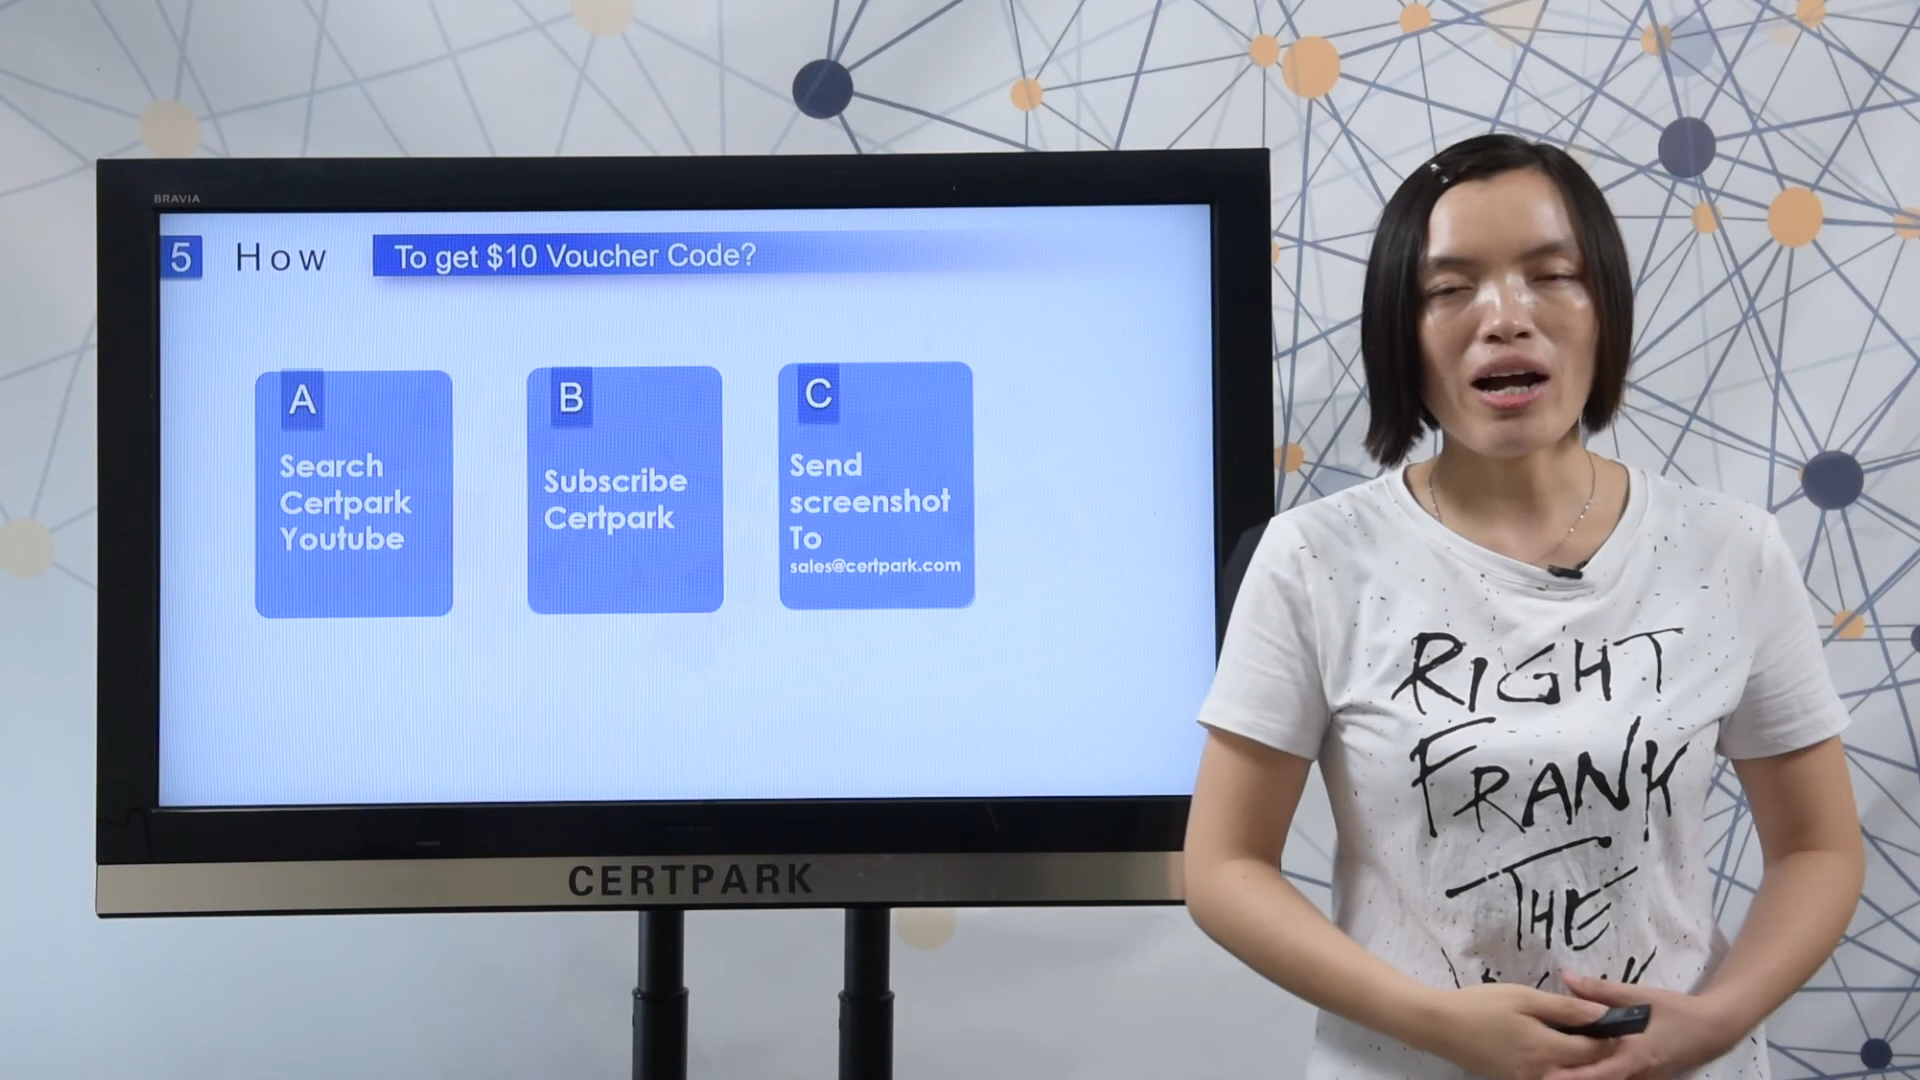 BRAVIA
5 How To get $10 Voucher Code?
A
Search
Certpark
Youtube
B
Subscribe
Certpark
C
Send
screenshot
To
sales@certpark.com
CERTPARK
RIGHT
FRANK
THE